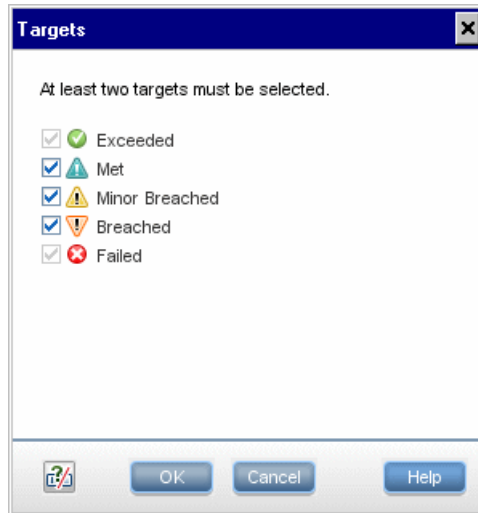 Targets
At least two targets must be selected.
Exceeded
Met
Minor Breached
Breached
Failed
OK
Cancel
Help